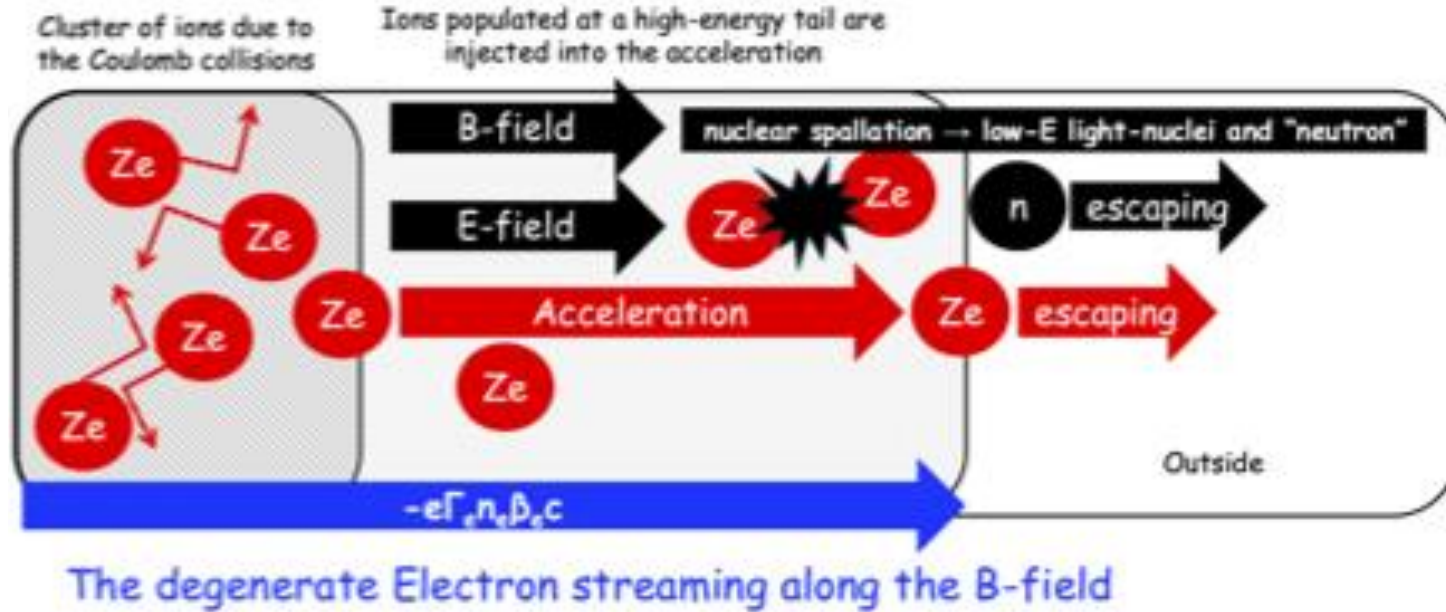 Cluster of ions due to
the Coulomb collisions
Ions populated at a high-energy tail are
injected into the acceleration
B-field
nuclear spallation → low-E light-nuclei and "neutron"
Ze
Ze
Ze
Ze
n
escaping
E-field
Ze
Ze
Acceleration
Ze
escaping
Ze
Ze
Ze
Outside
-eΓₑnₑβₑc
The degenerate Electron streaming along the B-field